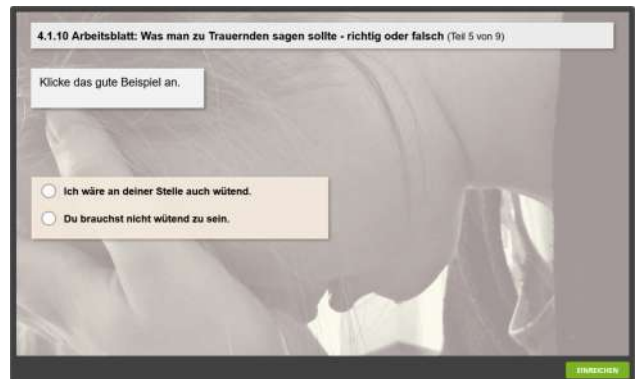 4.1.10 Arbeitsblatt: Was man zu Trauernden sagen sollte - richtig oder falsch (Teil 5 von 9)
Klicke das gute Beispiel an.
Ich wäre an deiner Stelle auch wütend.
Du brauchst nicht wütend zu sein.
EINREICHEN